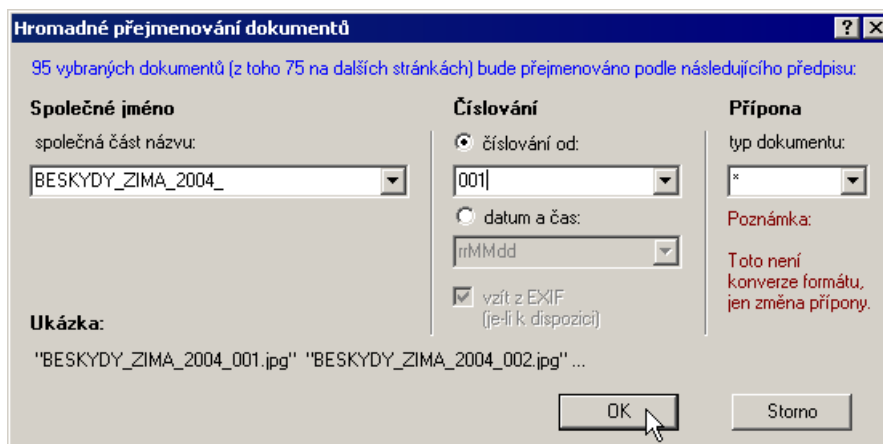 Hromadné přejmenování dokumentů
95 vybraných dokumentů (z toho 75 na dalších stránkách) bude přejmenováno podle následujícího předpisu:
Společné jméno
společná část názvu:
BESKYDY_ZIMA_2004_
Číslování
číslování od:
001
datum a čas:
rrMMdd
vzít z EXIF
(je-li k dispozici)
Přípona
typ dokumentu:
*
Poznámka:
Toto není
konverze formátu,
jen změna přípony.
Ukázka:
"BESKYDY_ZIMA_2004_001.jpg" "BESKYDY_ZIMA_2004_002.jpg" ...
OK
Storno